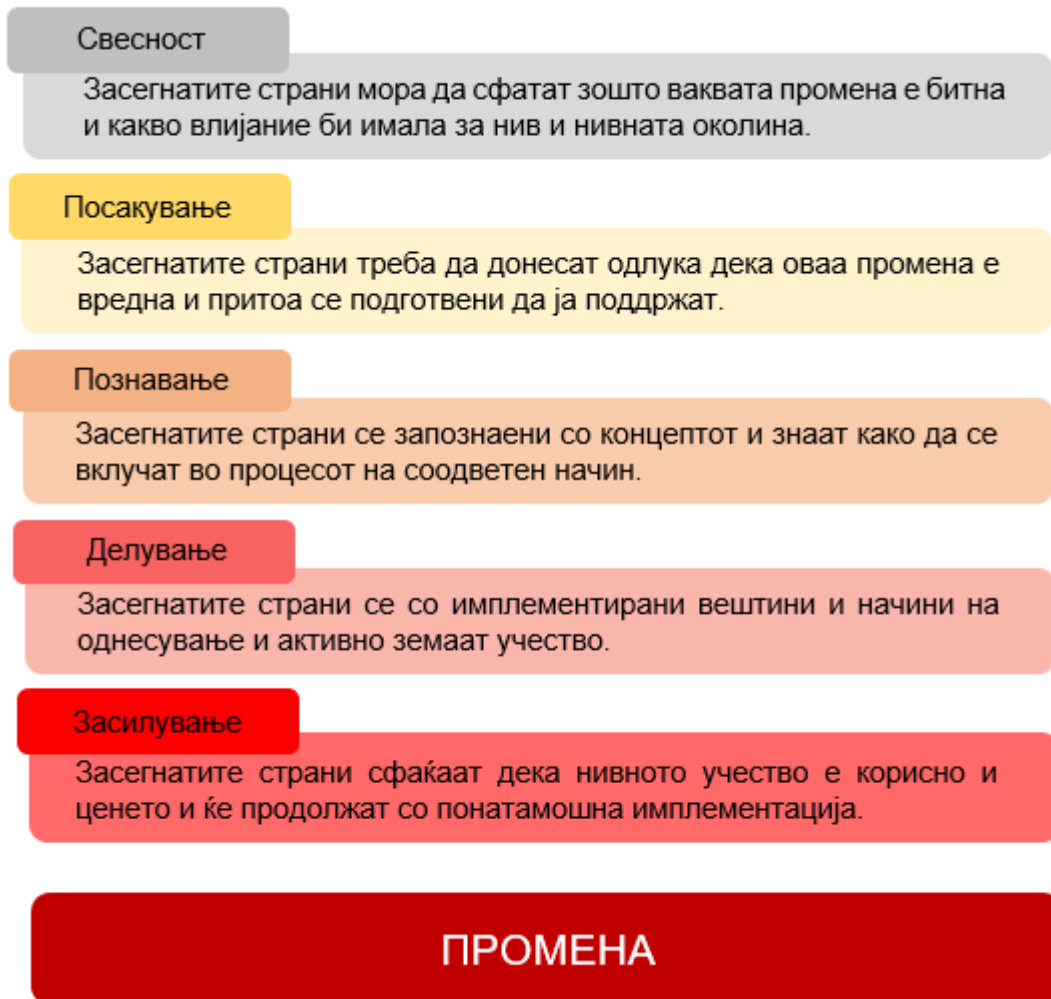 Свесност
Засегнатите страни мора да сфатат зошто ваквата промена е битна
и какво влијание би имала за нив и нивната околина.
Посакување
Засегнатите страни треба да донесат одлука дека оваа промена е
вредна и притоа се подготвени да ја поддржат.
Познавање
Засегнатите страни се запознаени со концептот и знаат како да се
вклучат во процесот на соодветен начин.
Делување
Засегнатите страни се со имплементирани вештини и начини на
однесување и активно земаат учество.
Засилување
Засегнатите страни сфаќаат дека нивното учество е корисно и
ценето и ќе продолжат со понатамошна имплементација.
ПРОМЕНА